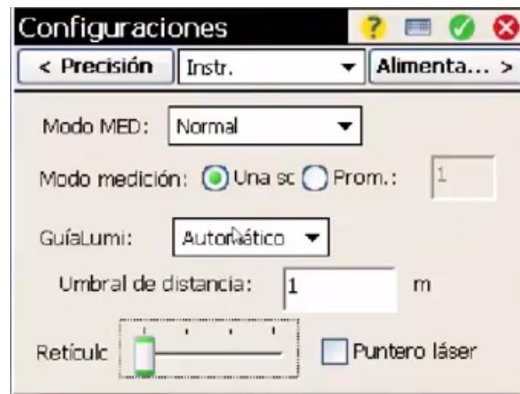 Configuraciones ?
< Precisión Instr. Alimenta... >
Modo MED: Normal
Modo medición: Una sc Prom.: 1
GuíaLumi: Automático
Umbral de distancia: 1 m
Retículc Puntero láser